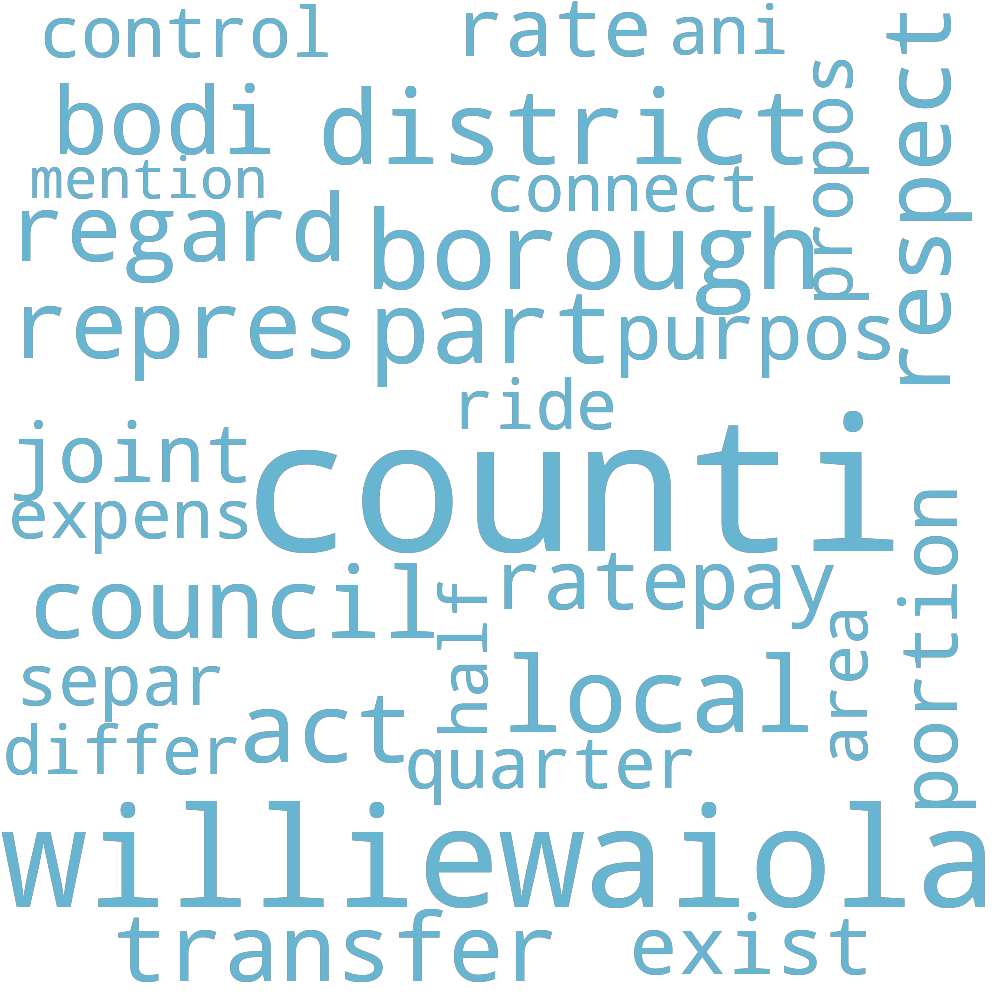 control
rate
ani
respect
bodi
district
propos
mention
connect
regard
borough
repres
part
purpos
ride
joint
counti
expens
portion
council
half
ratepay
area
separ
act
local
differ
quarter
williewaiola
transfer
exist